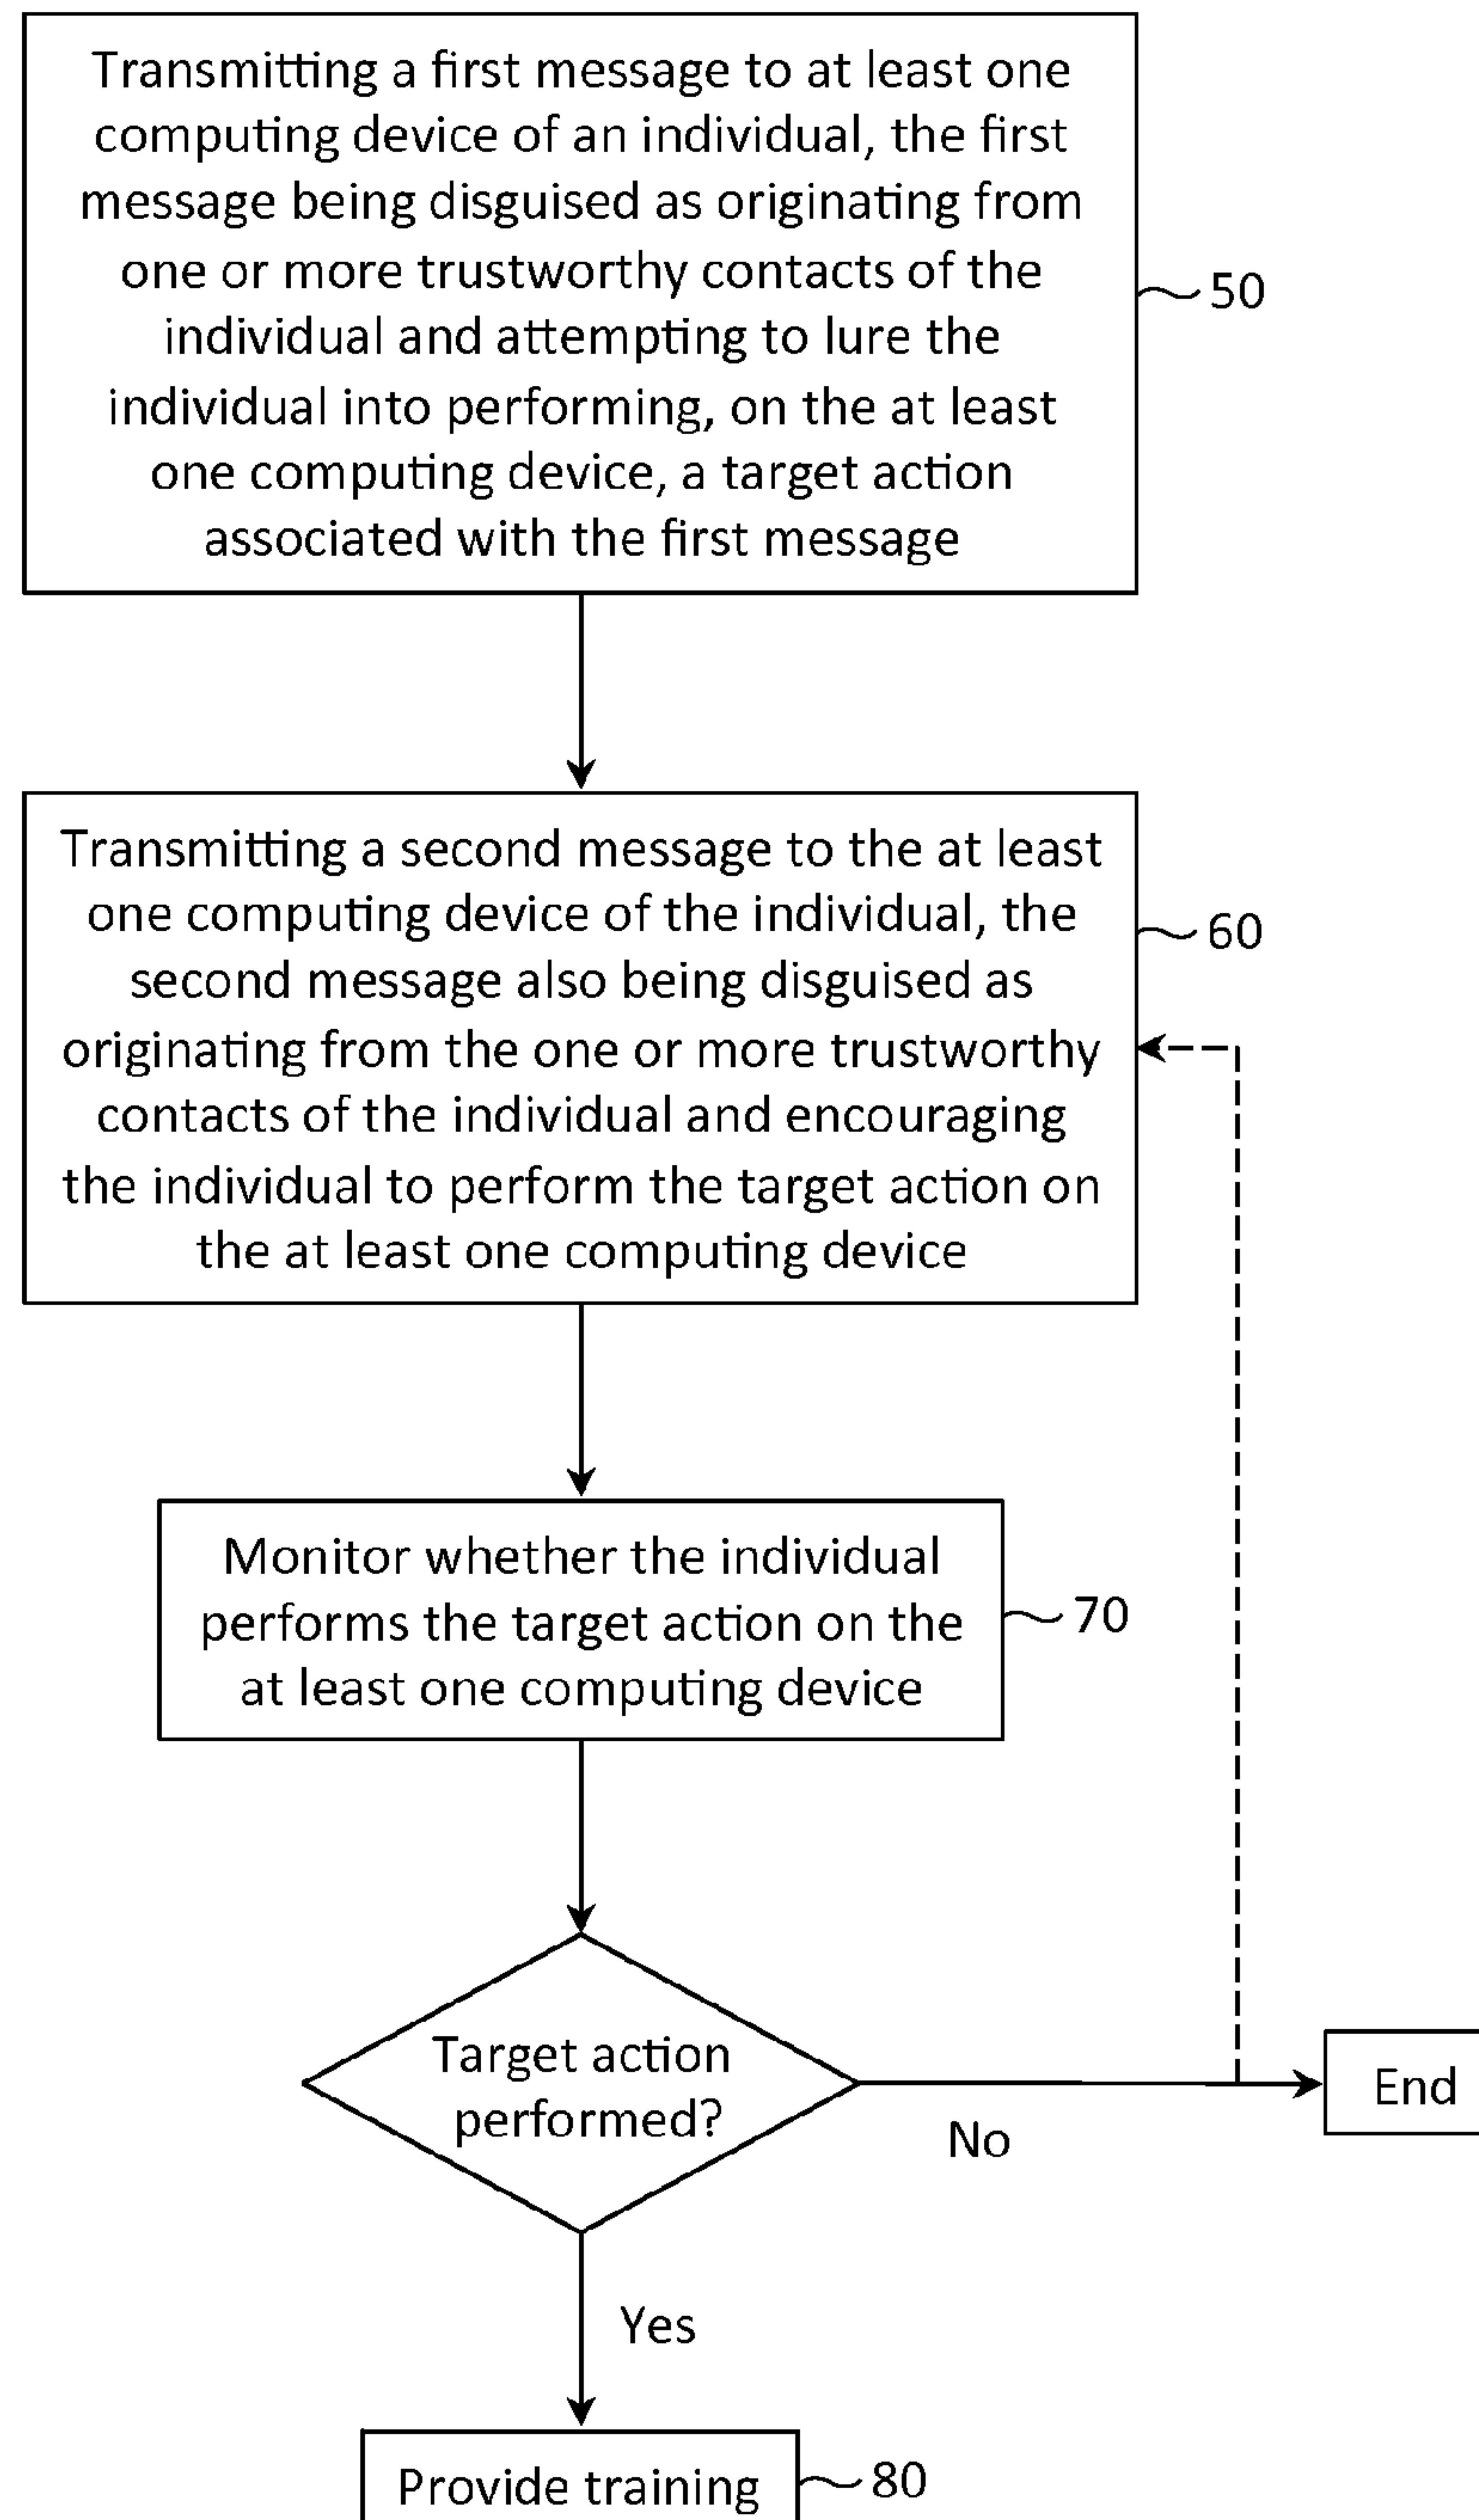 Transmitting a first message to at least one
computing device of an individual, the first
message being disguised as originating from
one or more trustworthy contacts of the
individual and attempting to lure the
individual into performing, on the at least
one computing device, a target action
associated with the first message
50
Transmitting a second message to the at least
one computing device of the individual, the
second message also being disguised as
originating from the one or more trustworthy
contacts of the individual and encouraging
the individual to perform the target action on
the at least one computing device
60
Monitor whether the individual
performs the target action on the
at least one computing device
70
Target action
performed?
No
End
Yes
Provide training
80